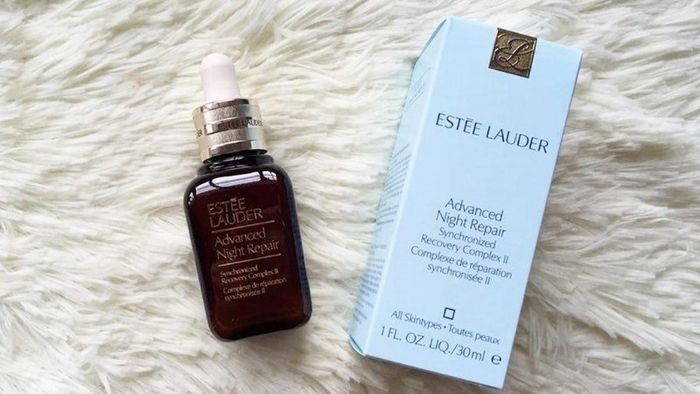 ESTĒE
LAUDER
Advanced
Night Repair
Synchronized
Recovery Complex II
Complexe de réparation
synchronisée II
ESTĒE LAUDER
Advanced
Night Repair
Synchronized
Recovery Complex II
Complexe de réparation
synchronisée II
All Skintypes • Toutes peaux
1 FL. OZ. LIQ./30ml e